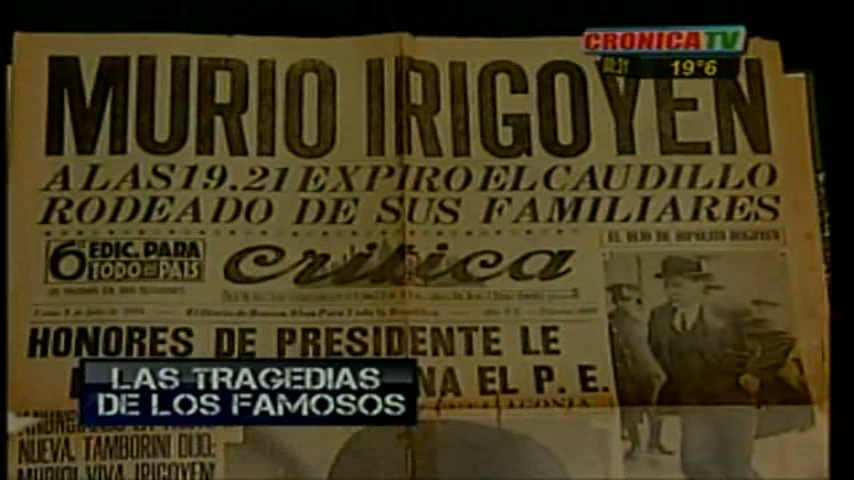 CRONICA TV
19°6
MURIO IRIGOYEN
A LAS 19.21 EXPIRO EL CAUDILLO
RODEADO DE SUS FAMILIARES
6ª EDIC. PARA
TODO EL PAIS
Critica
HONORES DE PRESIDENTE LE
NA EL P. E.
LAS TRAGEDIAS
DE LOS FAMOSOS
NUEVA, TAMBORINI DIJO:
MURIO! VIVA IRIGOYEN!